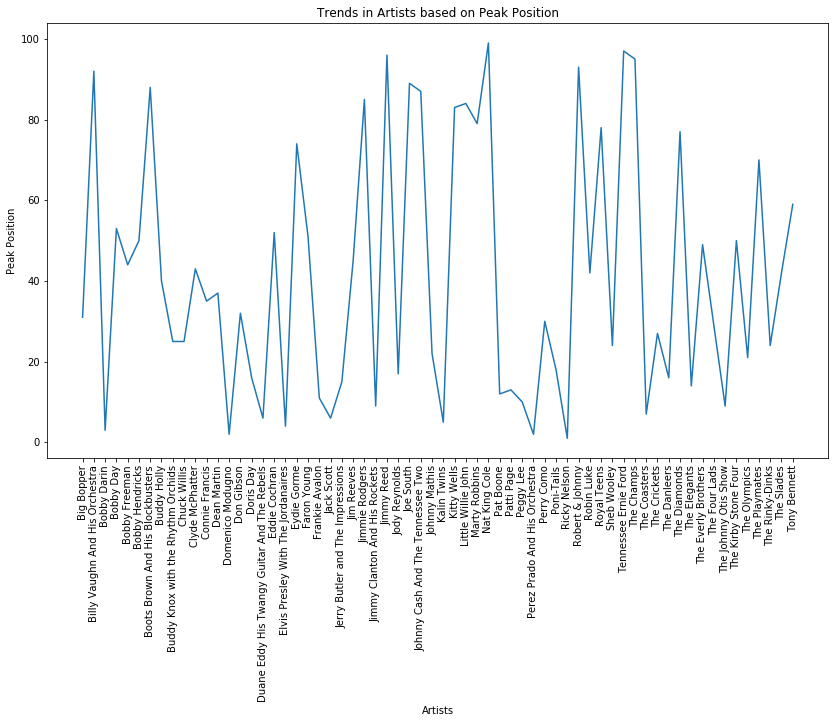 Trends in Artists based on Peak Position
Peak Position
100
80
60
40
20
0
Big Bopper
Billy Vaughn And His Orchestra
Bobby Darin
Bobby Day
Bobby Freeman
Bobby Hendricks
Boots Brown And His Blockbusters
Buddy Holly
Buddy Knox with the Rhythm Orchids
Chuck Willis
Clyde McPhatter
Connie Francis
Dean Martin
Domenico Modugno
Don Gibson
Doris Day
Duane Eddy His Twangy Guitar And The Rebels
Eddie Cochran
Elvis Presley With The Jordanaires
Eydie Gorme
Faron Young
Frankie Avalon
Jack Scott
Jerry Butler and The Impressions
Jim Reeves
Jimmie Rodgers
Jimmy Clanton And His Rockets
Jimmy Reed
Jody Reynolds
Joe South
Johnny Cash And The Tennessee Two
Johnny Mathis
Kalin Twins
Kitty Wells
Little Willie John
Marty Robbins
Nat King Cole
Pat Boone
Patti Page
Peggy Lee
Perez Prado And His Orchestra
Perry Como
Poni-Tails
Ricky Nelson
Robert & Johny
Robin Luke
Royal Teens
Sheb Wooley
Tennessee Ernie Ford
The Champs
The Coasters
The Crickets
The Danleers
The Diamonds
The Elegants
The Everly Brothers
The Four Lads
The Johnny Otis Show
The Kirby Stone Four
The Olympics
The Playmates
The Rinky-Dinks
The Slades
Tony Bennett
Artists